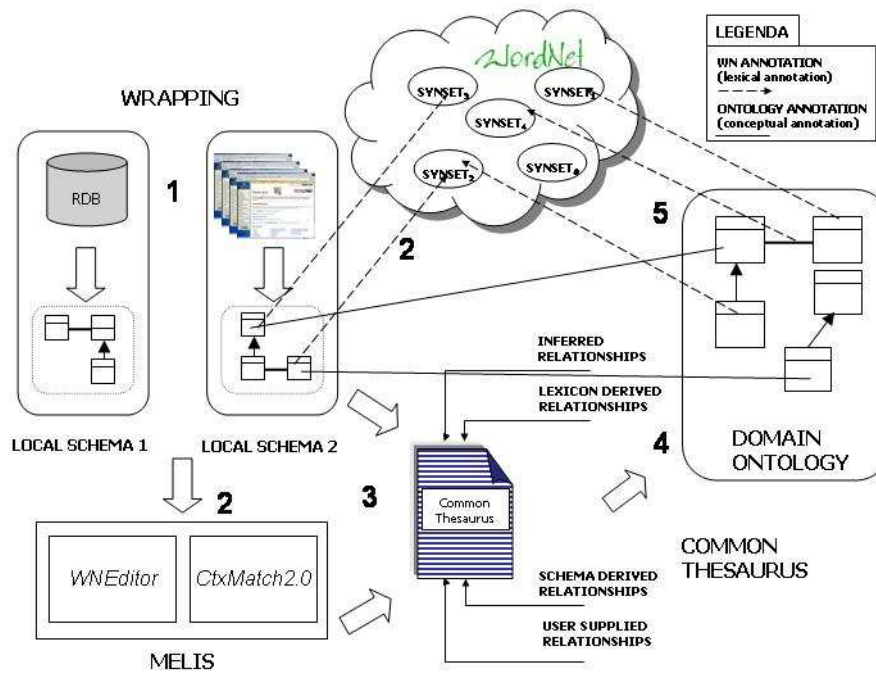 WordNet
SYNSET3
SYNSET1
SYNSET4
SYNSET2
LEGENDA
WN ANNOTATION
(lexical annotation)
ONTOLOGY ANNOTATION
(conceptual annotation)
WRAPPING
RDB
1
2
5
LOCAL SCHEMA 1
LOCAL SCHEMA 2
INFERRED
RELATIONSHIPS
LEXICON DERIVED
RELATIONSHIPS
4
DOMAIN
ONTOLOGY
2
3
Common
Thesaurus
WNEditor
CtxMatch2.0
MELIS
SCHEMA DERIVED
RELATIONSHIPS
USER SUPPLIED
RELATIONSHIPS
COMMON
THESAURUS